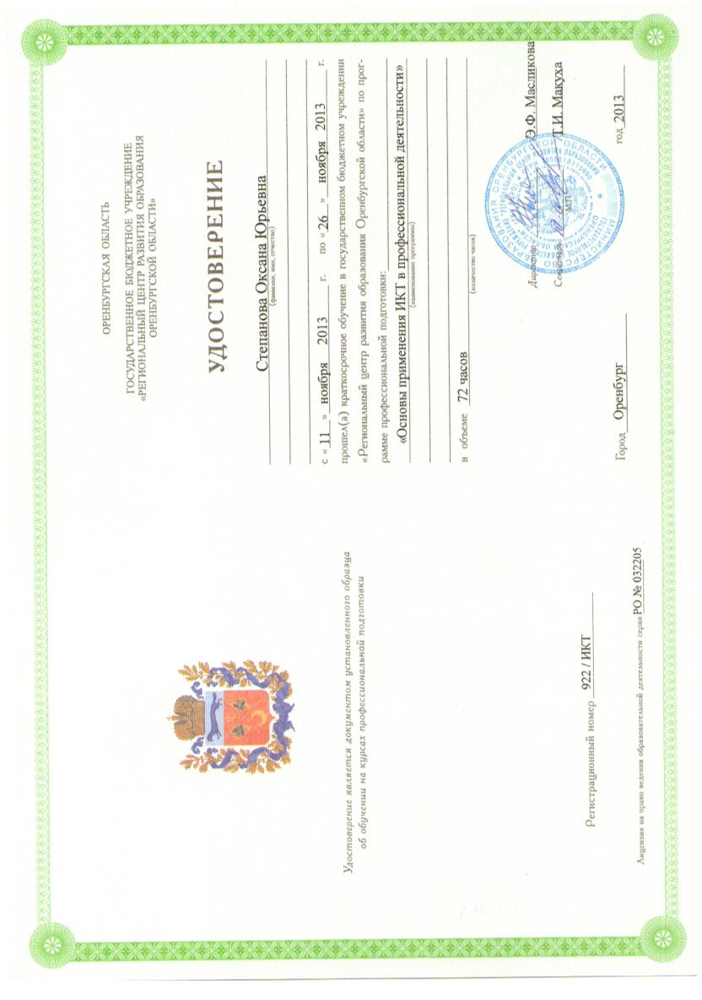 Удостоверение является документом установленного образца
об обучении на курсах профессиональной подготовки
Регистрационный номер 922 / ИКТ
Лицензия на право ведения образовательной деятельности серия РО № 032205
ОРЕНБУРГСКАЯ ОБЛАСТЬ
ГОСУДАРСТВЕННОЕ БЮДЖЕТНОЕ УЧРЕЖДЕНИЕ
«РЕГИОНАЛЬНЫЙ ЦЕНТР РАЗВИТИЯ ОБРАЗОВАНИЯ
ОРЕНБУРГСКОЙ ОБЛАСТИ»
УДОСТОВЕРЕНИЕ
Степанова Оксана Юрьевна
(фамилия, имя, отчество)
с « 11 » ноября 2013 г. по « 26 » ноября 2013 г.
прошел(а) краткосрочное обучение в государственном бюджетном учреждении
«Региональный центр развития образования Оренбургской области» по прог-
рамме профессиональной подготовки:
«Основы применения ИКТ в профессиональной деятельности»
(наименование программы)
в объеме 72 часов
(количество часов)
Директор /Э.Ф. Масликова
Секретарь: /Т.И. Макуха
МП
Город Оренбург год 2013